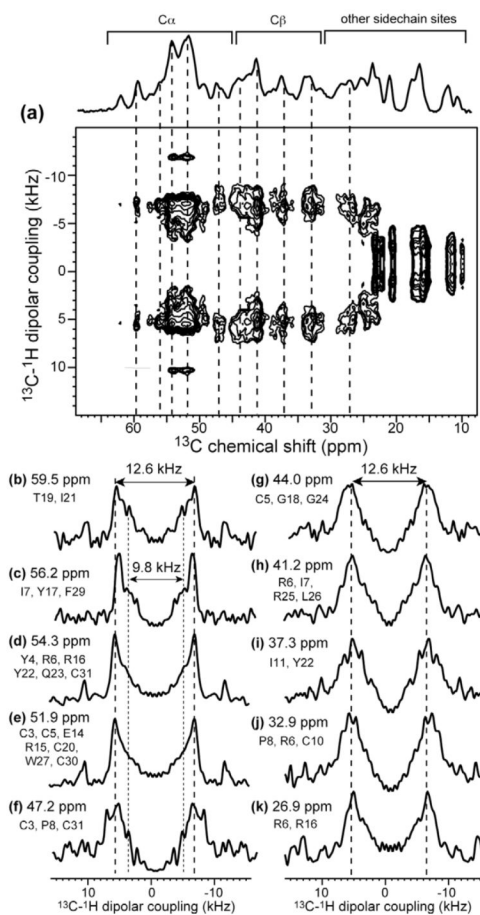 Cα
Cβ
other sidechain sites
(a)
-10
-5
0
5
10
13C-1H dipolar coupling (kHz)
60
50
40
30
20
10
13C chemical shift (ppm)
(b) 59.5 ppm
T19, I21
12.6 kHz
(c) 56.2 ppm
I7, Y17, F29
9.8 kHz
(d) 54.3 ppm
Y4, R6, R16
Y22, Q23, C31
(e) 51.9 ppm
C3, C5, E14
R15, C20,
W27, C30
(f) 47.2 ppm
C3, P8, C31
10
0
-10
13C-1H dipolar coupling (kHz)
(g) 44.0 ppm
C5, G18, G24
12.6 kHz
(h) 41.2 ppm
R6, I7,
R25, L26
(i) 37.3 ppm
I11, Y22
(j) 32.9 ppm
P8, R6, C10
(k) 26.9 ppm
R6, R16
10
0
-10
13C-1H dipolar coupling (kHz)